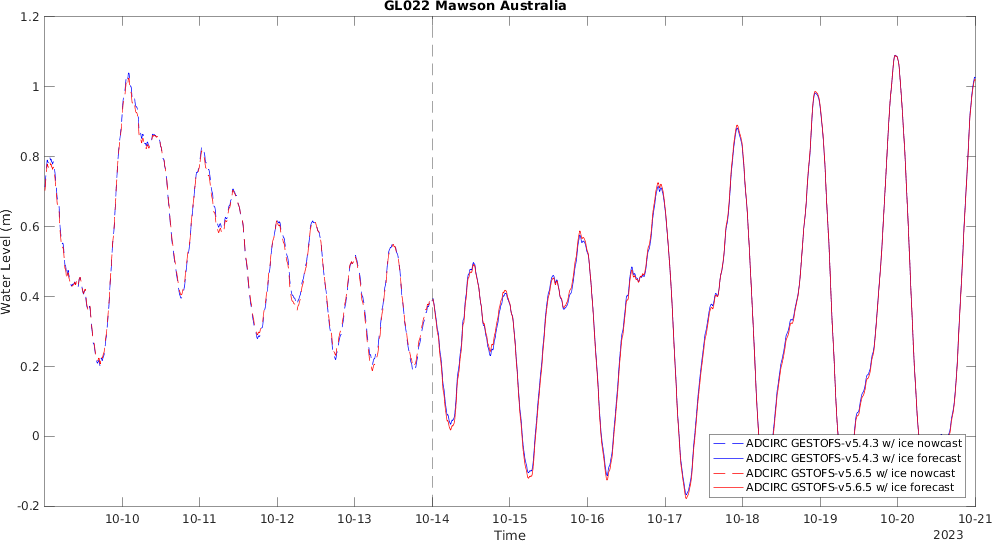 GL022 Mawson Australia
1.2
1
0.8
0.6
0.4
0.2
0
-0.2
Water Level (m)
ADCIRC GESTOFS-v5.4.3 w/ ice nowcast
ADCIRC GESTOFS-v5.4.3 w/ ice forecast
ADCIRC GSTOFS-v5.6.5 w/ ice nowcast
ADCIRC GSTOFS-v5.6.5 w/ ice forecast
10-10 10-11 10-12 10-13 10-14 10-15 10-16 10-17 10-18 10-19 10-20 10-21
Time
2023